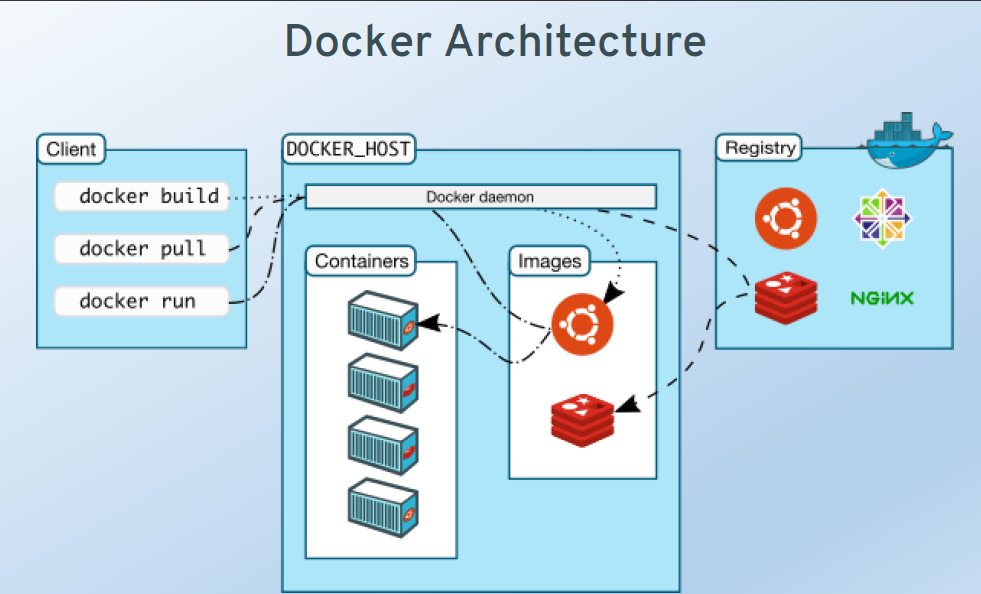 Docker Architecture
Client
docker build
docker pull
docker run
DOCKER_HOST
Docker daemon
Containers
Images
Registry
NGiNX